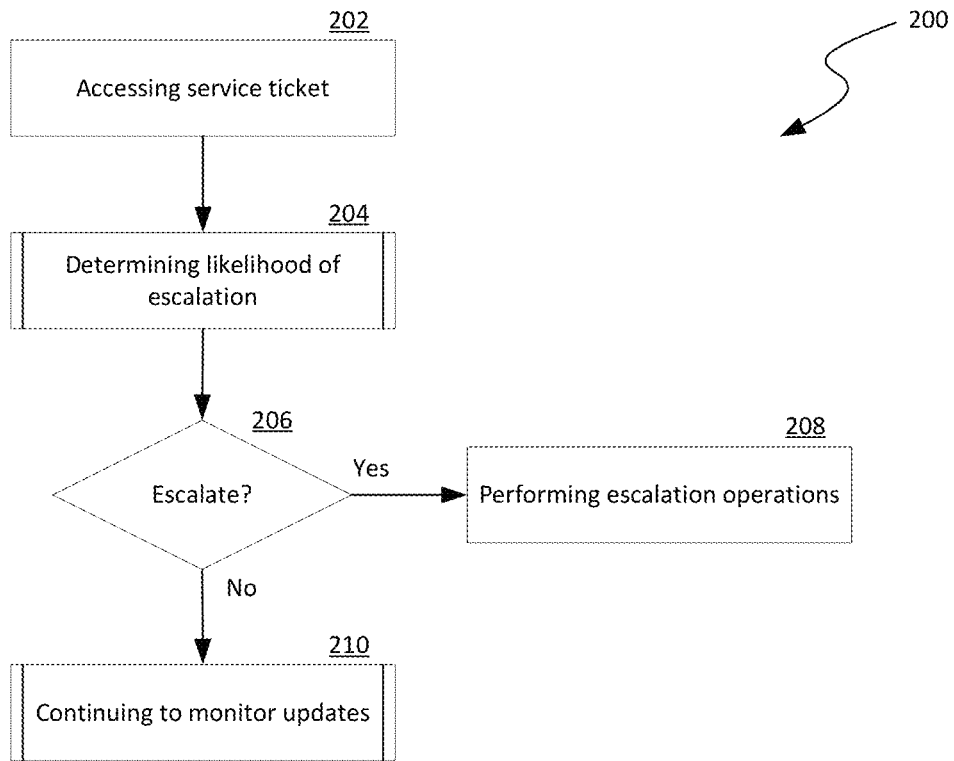 202
200
Accessing service ticket
204
Determining likelihood of
escalation
206
208
Yes
Escalate?
Performing escalation operations
No
210
Continuing to monitor updates